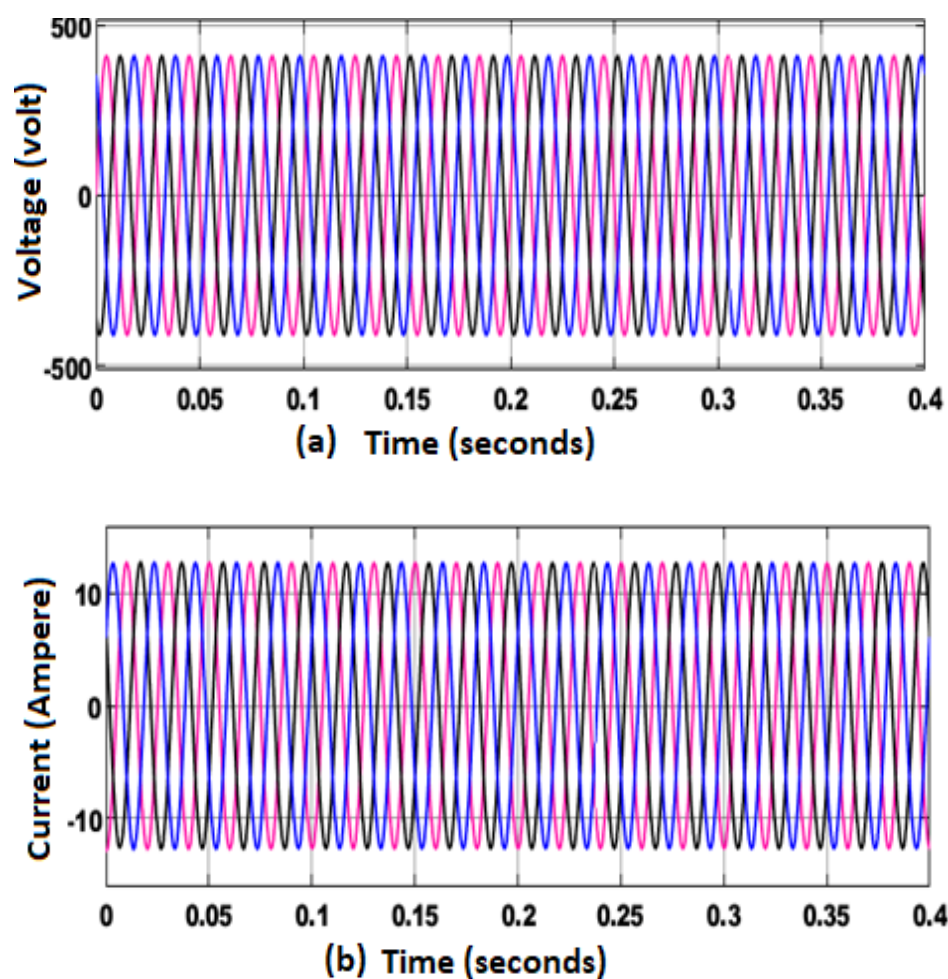 Voltage (volt)
500
0
-500
0 0.05 0.1 0.15 0.2 0.25 0.3 0.35 0.4
(a) Time (seconds)
Current (Ampere)
10
0
-10
0 0.05 0.1 0.15 0.2 0.25 0.3 0.35 0.4
(b) Time (seconds)